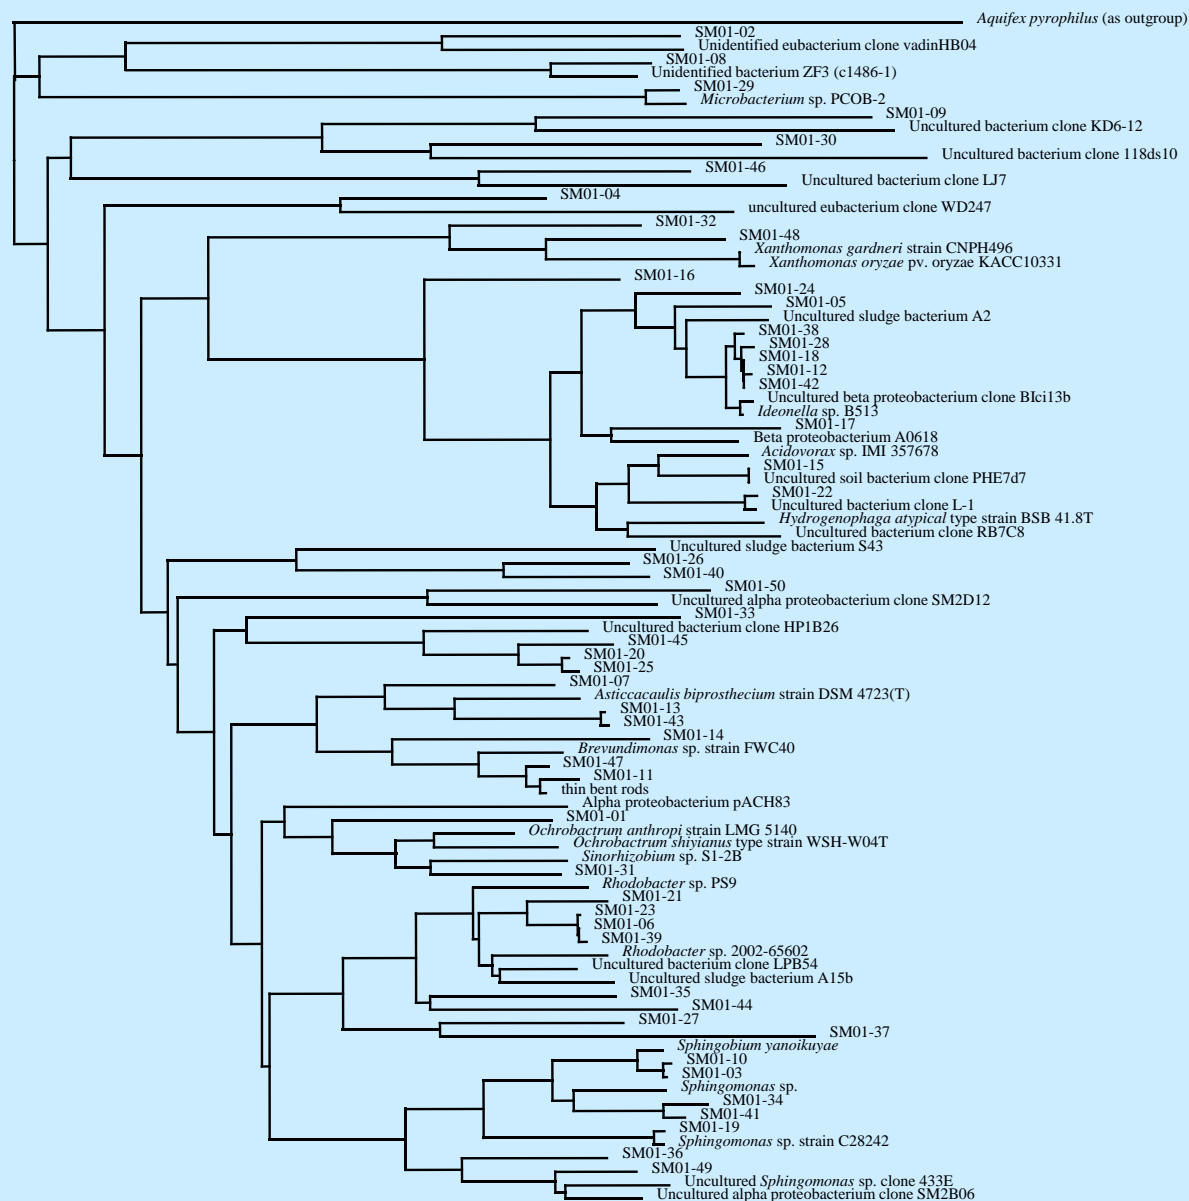 Aquifex pyrophilus (as outgroup)
SM01-02
Unidentified eubacterium clone vadinHB04
SM01-08
Unidentified bacterium ZF3 (c1486-1)
SM01-29
Microbacterium sp. PCOB-2
SM01-09
Uncultured bacterium clone KD6-12
SM01-30
Uncultured bacterium clone 118ds10
SM01-46
Uncultured bacterium clone LJ7
SM01-04
uncultured eubacterium clone WD247
SM01-32
SM01-48
Xanthomonas gardneri strain CNPH496
Xanthomonas oryzae pv. oryzae KACC10331
SM01-16
SM01-24
SM01-05
Uncultured sludge bacterium A2
SM01-38
SM01-28
SM01-18
SM01-12
SM01-42
Uncultured beta proteobacterium clone BIci13b
Ideonella sp. B513
SM01-17
Beta proteobacterium A0618
Acidovorax sp. IMI 357678
SM01-15
Uncultured soil bacterium clone PHE7d7
SM01-22
Uncultured bacterium clone L-1
Hydrogenophaga atypical type strain BSB 41.8T
Uncultured bacterium clone RB7C8
Uncultured sludge bacterium S43
SM01-26
SM01-40
SM01-50
Uncultured alpha proteobacterium clone SM2D12
SM01-33
Uncultured bacterium clone HP1B26
SM01-45
SM01-20
SM01-25
SM01-07
Asticcacaulis biprosthecium strain DSM 4723(T)
SM01-13
SM01-43
SM01-14
Brevundimonas sp. strain FWC40
SM01-47
SM01-11
thin bent rods
Alpha proteobacterium pACH83
SM01-01
Ochrobactrum anthropi strain LMG 5140
Ochrobactrum shiyianus type strain WSH-W04T
Sinorhizobium sp. S1-2B
SM01-31
Rhodobacter sp. PS9
SM01-21
SM01-23
SM01-06
SM01-39
Rhodobacter sp. 2002-65602
Uncultured bacterium clone LPB54
Uncultured sludge bacterium A15b
SM01-35
SM01-44
SM01-27
SM01-37
Sphingobium yanoikuyae
SM01-10
SM01-03
Sphingomonas sp.
SM01-34
SM01-41
SM01-19
Sphingomonas sp. strain C28242
SM01-36
SM01-49
Uncultured Sphingomonas sp. clone 433E
Uncultured alpha proteobacterium clone SM2B06